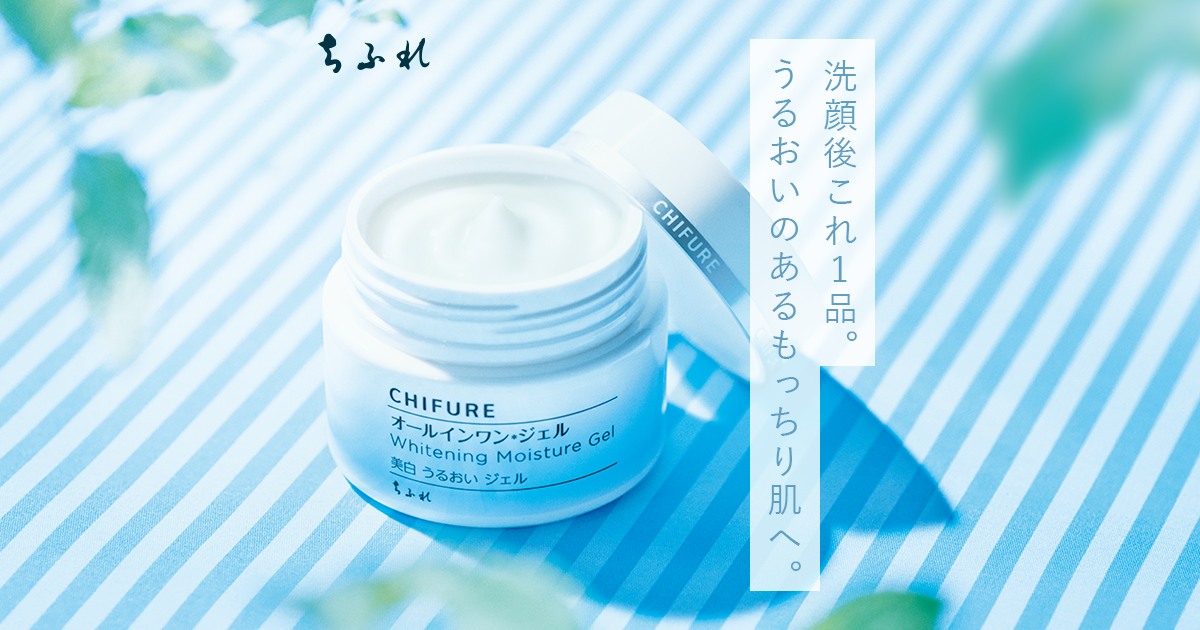 ちふれ
洗顔後これ1品。
うるおいのあるもっちり肌へ。
CHIFURE
CHIFURE
オールインワン・ジェル
Whitening Moisture Gel
美白 うるおい ジェル
ちふれ